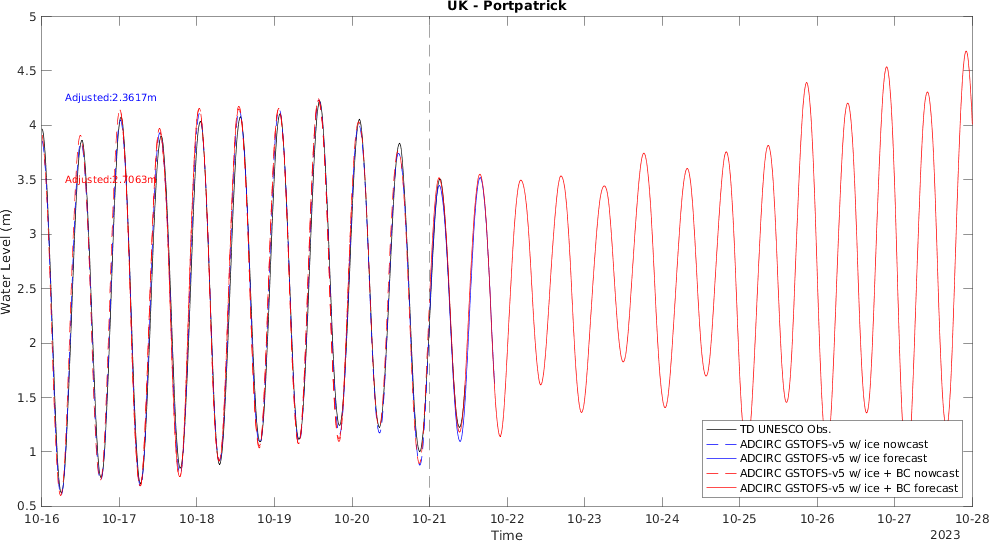 UK - Portpatrick
5
4.5
4
3.5
3
2.5
2
1.5
1
0.5
Water Level (m)
Adjusted:2.3617m
Adjusted:2.7063m
TD UNESCO Obs.
ADCIRC GSTOFS-v5 w/ ice nowcast
ADCIRC GSTOFS-v5 w/ ice forecast
ADCIRC GSTOFS-v5 w/ ice + BC nowcast
ADCIRC GSTOFS-v5 w/ ice + BC forecast
10-16 10-17 10-18 10-19 10-20 10-21 10-22 10-23 10-24 10-25 10-26 10-27 10-28
Time
2023